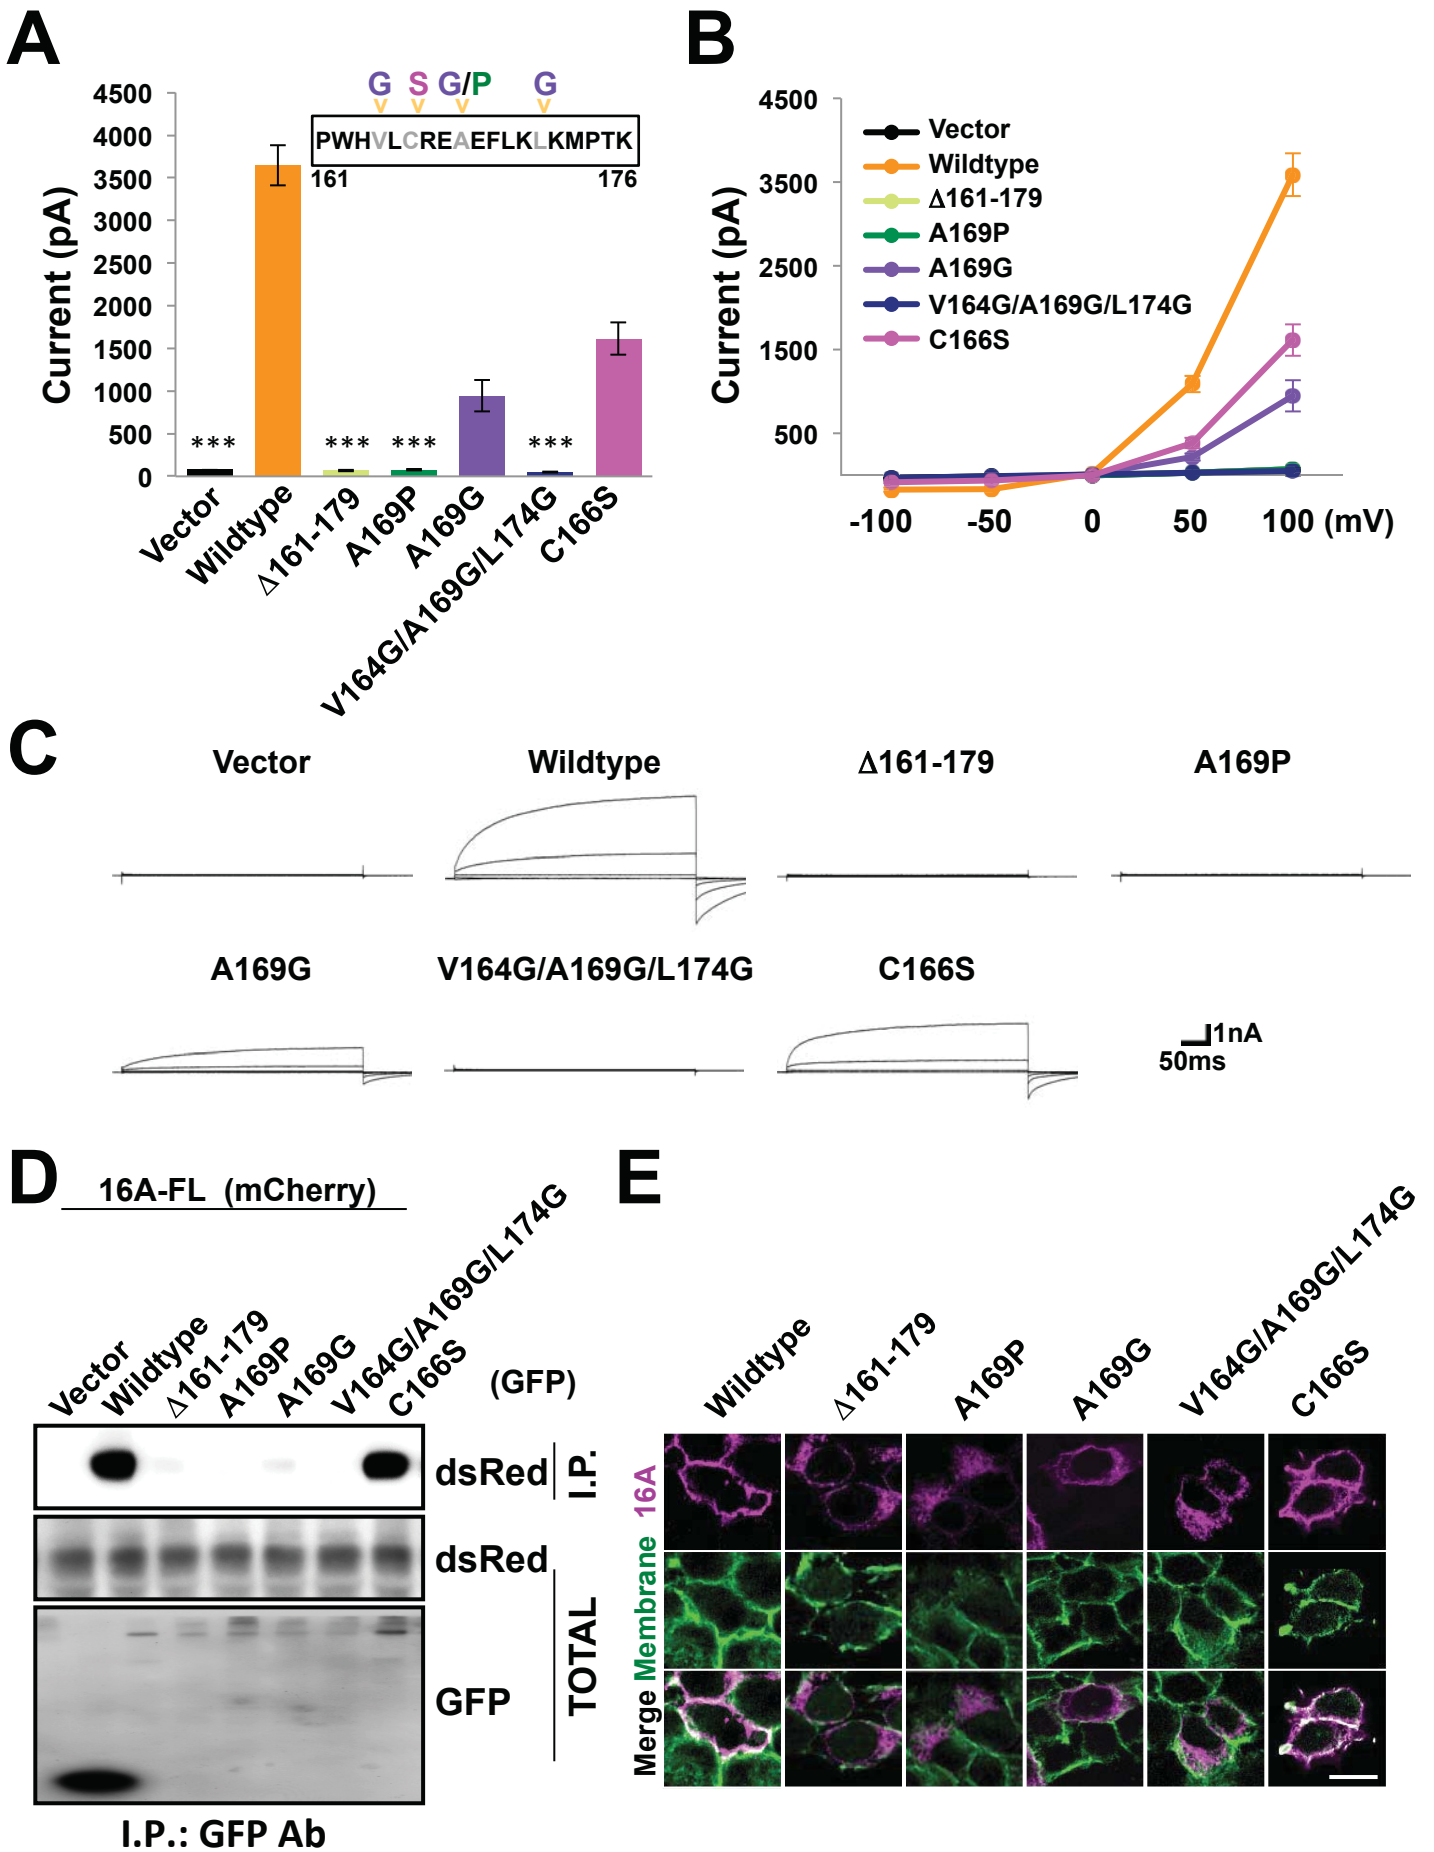 A
G S G/P G
PWHVLCREAEFLKLKMPTK
161 176
Current (pA)
4500
4000
3500
3000
2500
2000
1500
1000
500
0
*** *** *** ***
Vector
Wildtype
Δ161-179
A169P
A169G
V164G/A169G/L174G
C166S
B
Current (pA)
4500
3500
2500
1500
500
Vector
Wildtype
Δ161-179
A169P
A169G
V164G/A169G/L174G
C166S
-100 -50 0 50 100 (mV)
C
Vector Wildtype Δ161-179 A169P
A169G V164G/A169G/L174G C166S
1nA
50ms
D
16A-FL (mCherry)
Vector
Wildtype
Δ161-179
A169P
A169G
V164G/A169G/L174G
C166S
(GFP)
dsRed
I.P.
dsRed
GFP
TOTAL
I.P.: GFP Ab
E
Wildtype
Δ161-179
A169P
A169G
V164G/A169G/L174G
C166S
16A
Membrane
Merge